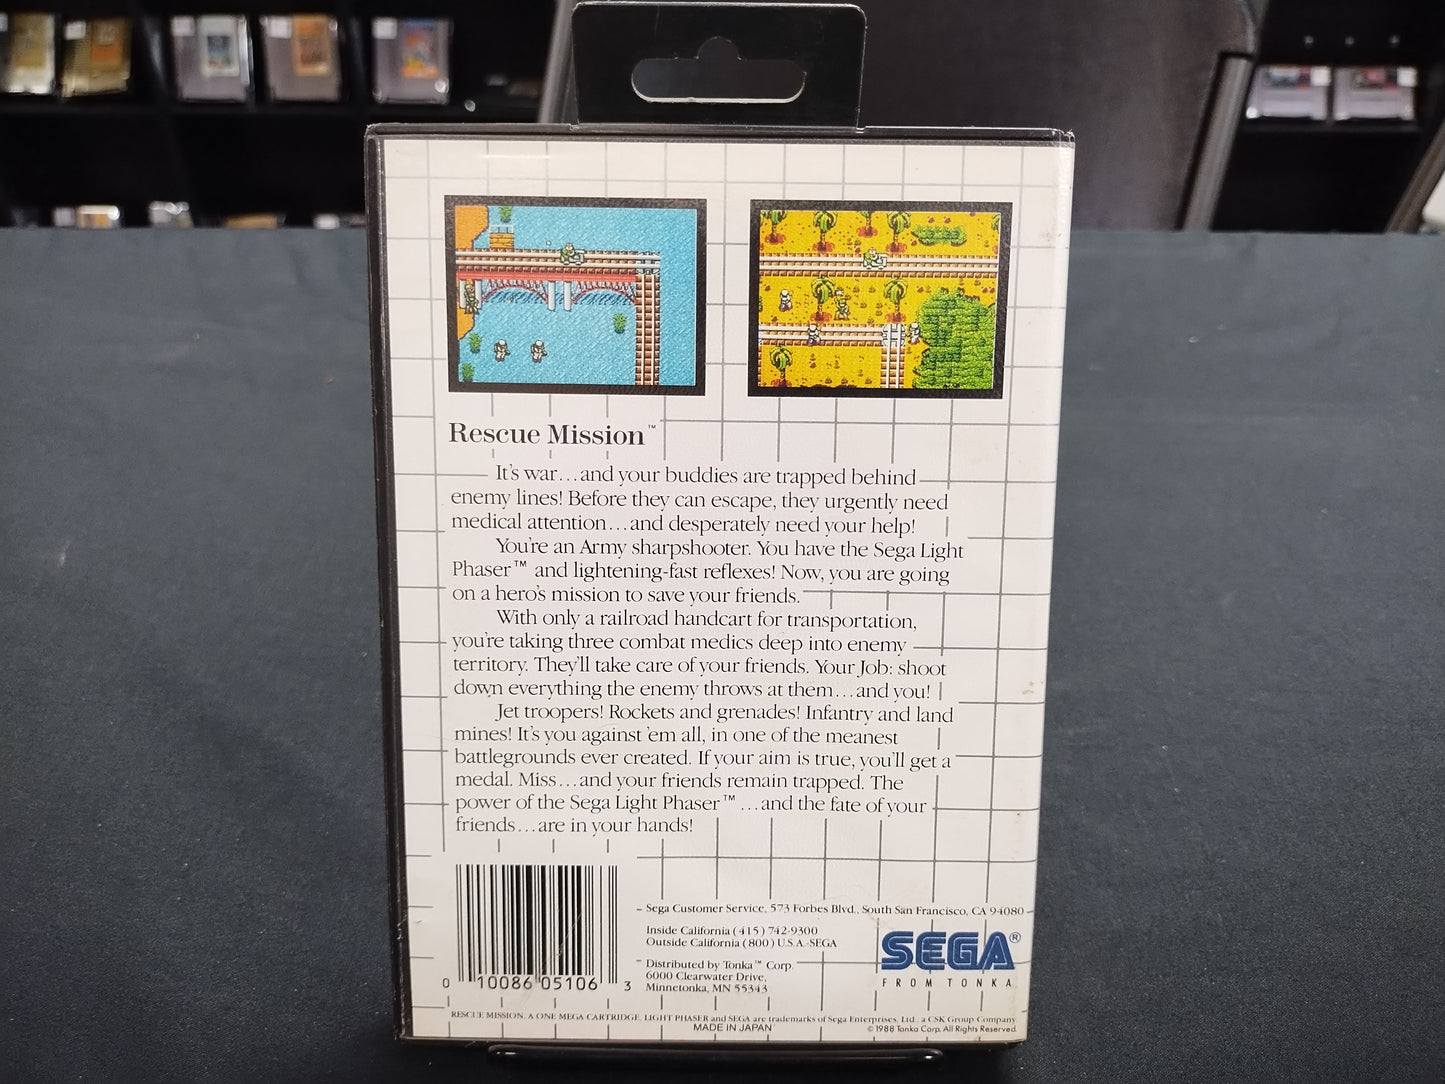 Rescue Mission™
It's war...and your buddies are trapped behind
enemy lines! Before they can escape, they urgently need
medical attention...and desperately need your help!
You're an Army sharpshooter. You have the Sega Light
Phaser™ and lightening-fast reflexes! Now, you are going
on a hero's mission to save your friends.
With only a railroad handcart for transportation,
you're taking three combat medics deep into enemy
territory. They'll take care of your friends. Your Job: shoot
down everything the enemy throws at them...and you!
Jet troopers! Rockets and grenades! Infantry and land
mines! It's you against 'em all, in one of the meanest
battlegrounds ever created. If your aim is true, you'll get a
medal. Miss...and your friends remain trapped. The
power of the Sega Light Phaser™...and the fate of your
friends...are in your hands!
Sega Customer Service, 573 Forbes Blvd., South San Francisco, CA 94080
Inside California (415) 742-9300
Outside California (800) U.S.A.-SEGA
Distributed by Tonka™ Corp.
6000 Clearwater Drive,
Minnetonka, MN 55343
SEGA®
FROM TONKA
0 10086 05106 3
RESCUE MISSION, A ONE MEGA CARTRIDGE, LIGHT PHASER and SEGA are trademarks of Sega Enterprises, Ltd., a CSK Group Company.
MADE IN JAPAN
© 1988 Tonka Corp. All Rights Reserved.